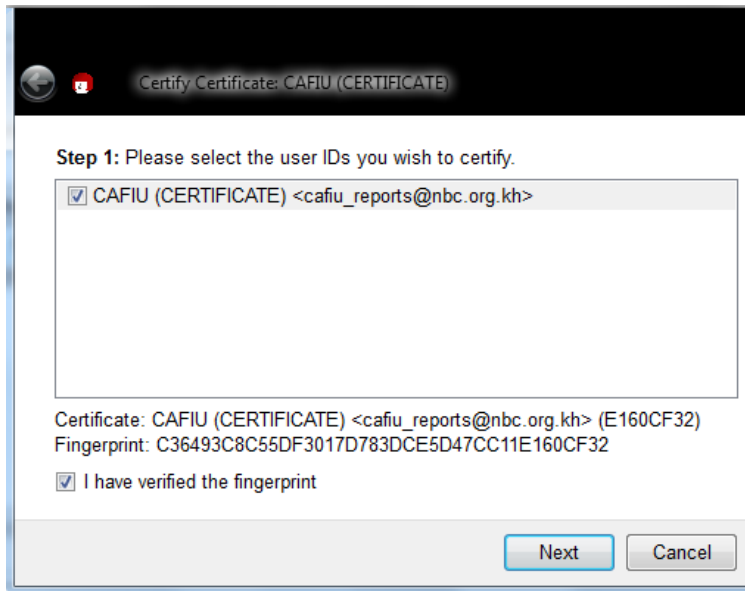 Certify Certificate: CAFIU (CERTIFICATE)
Step 1: Please select the user IDs you wish to certify.
CAFIU (CERTIFICATE) <cafiu_reports@nbc.org.kh>
Certificate: CAFIU (CERTIFICATE) <cafiu_reports@nbc.org.kh> (E160CF32)
Fingerprint: C36493C8C55DF3017D783DCE5D47CC11E160CF32
I have verified the fingerprint
Next Cancel